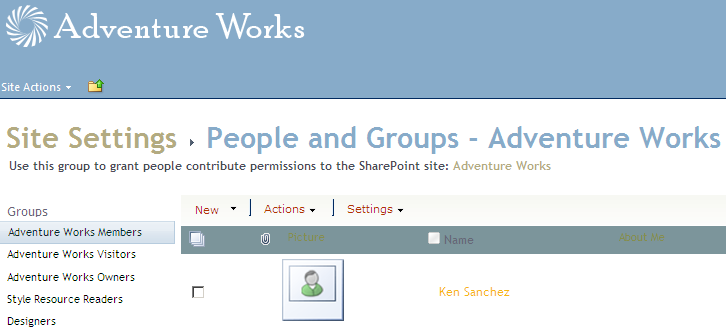 Adventure Works
Site Actions
Site Settings People and Groups - Adventure Works
Use this group to grant people contribute permissions to the SharePoint site: Adventure Works
Groups
New Actions Settings
Adventure Works Members
Picture Name About Me
Adventure Works Visitors
Adventure Works Owners
Ken Sanchez
Style Resource Readers
Designers